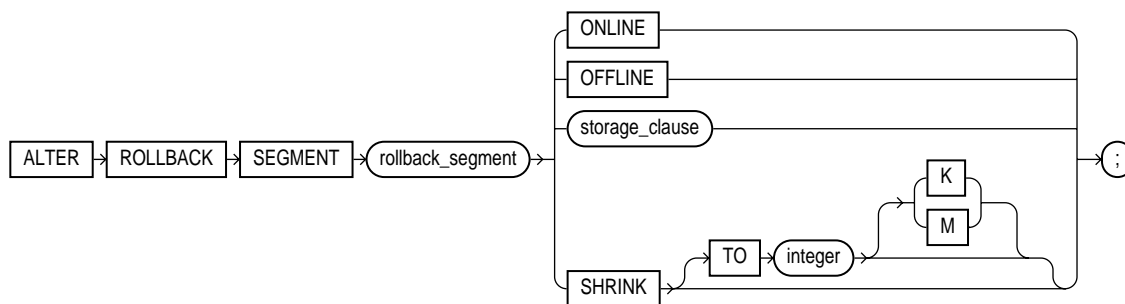 ONLINE
OFFLINE
storage_clause
ALTER ROLLBACK SEGMENT rollback_segment ;
K
M
TO integer
SHRINK